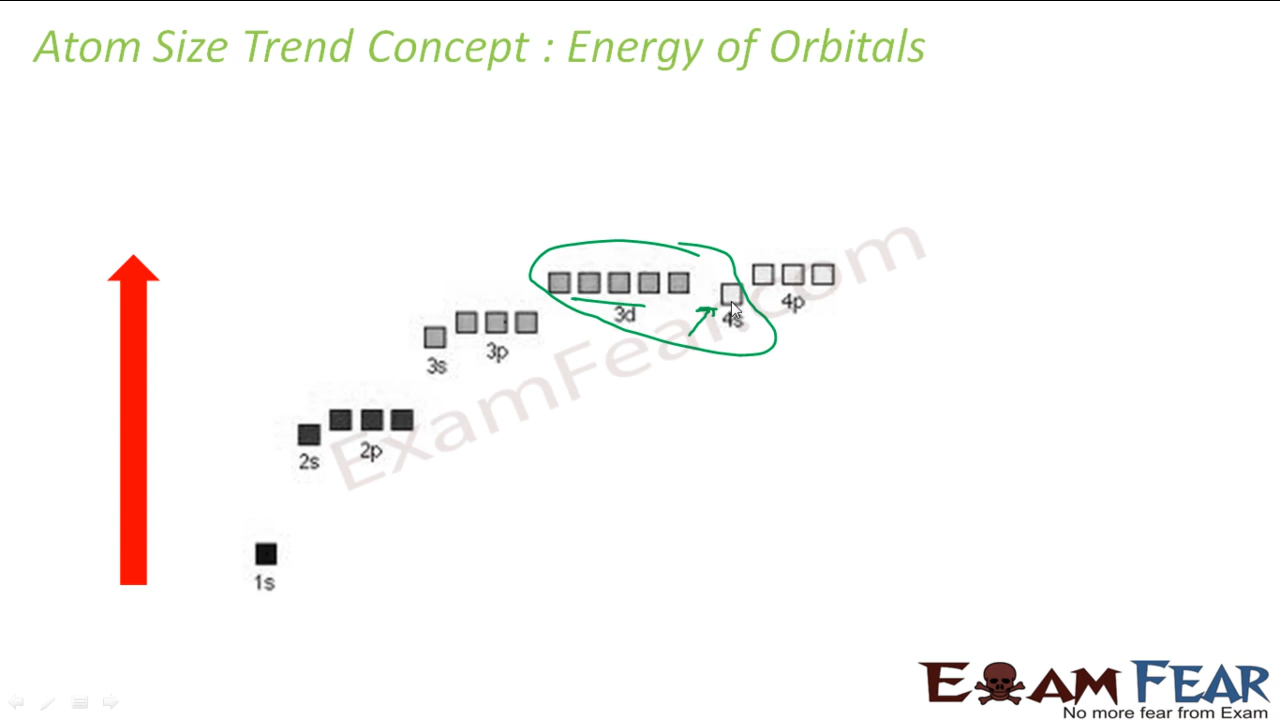 Atom Size Trend Concept : Energy of Orbitals
ExamFear.com
3d
4s
4p
3s
3p
2s
2p
1s
EXAM FEAR
No more fear from Exam